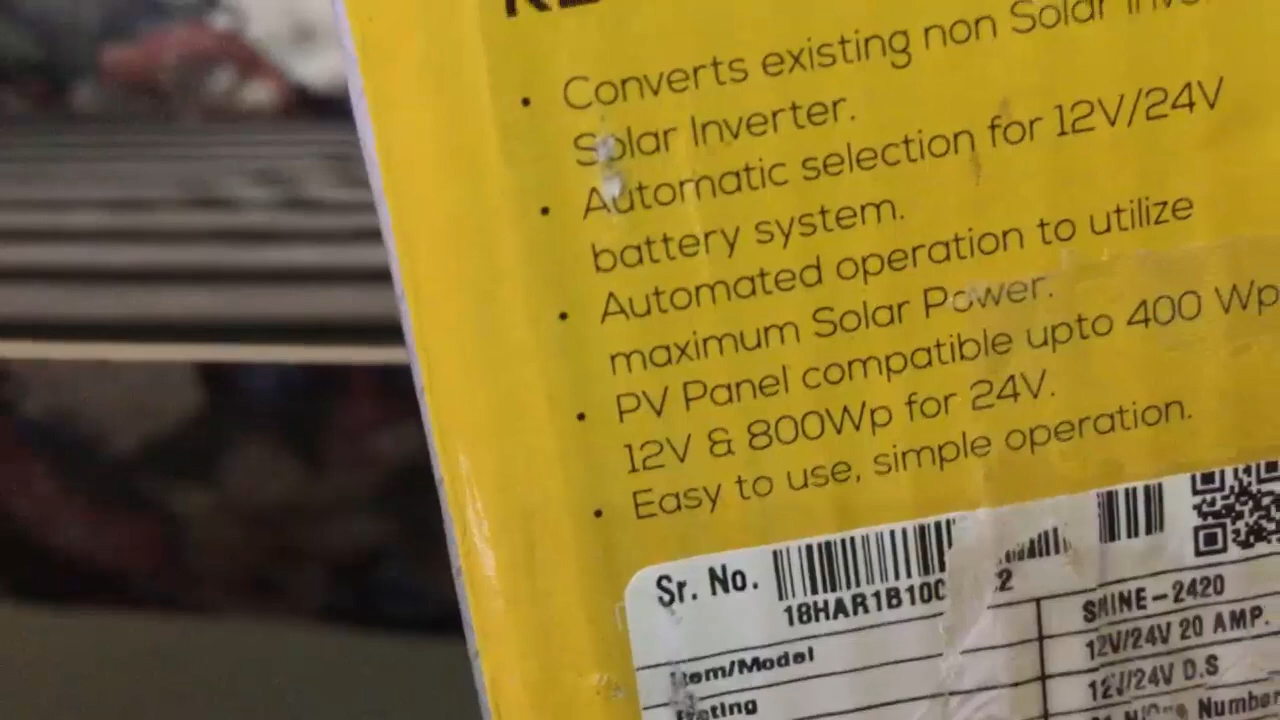 • Converts existing non Solar
Solar Inverter.
• Automatic selection for 12V/24V
battery system.
• Automated operation to utilize
maximum Solar Power.
• PV Panel compatible upto 400 Wp
12V & 800Wp for 24V.
• Easy to use, simple operation.
Sr. No.
18HAR1B10
Item/Model SHINE-2420
Rating 12V/24V 20 AMP.
12V/24V D.S
Number